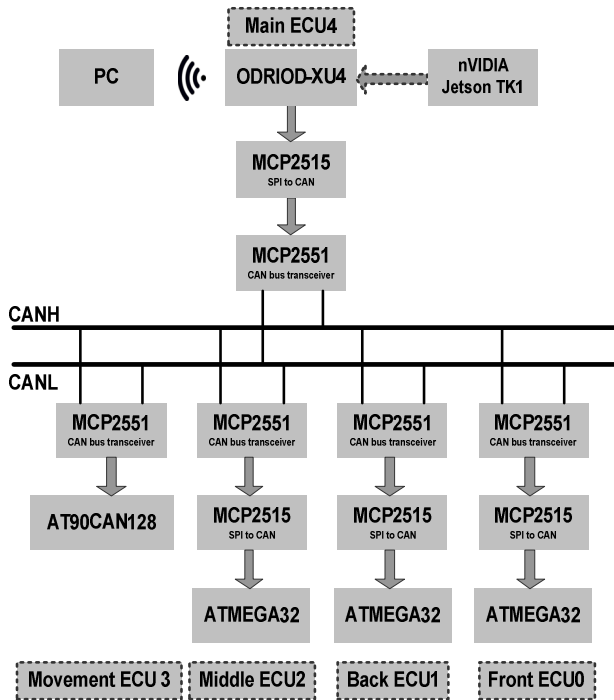 Main ECU4
PC
ODRIOD-XU4
nVIDIA
Jetson TK1
MCP2515
SPI to CAN
MCP2551
CAN bus transceiver
CANH
CANL
MCP2551
CAN bus transceiver
MCP2551
CAN bus transceiver
MCP2551
CAN bus transceiver
MCP2551
CAN bus transceiver
AT90CAN128
MCP2515
SPI to CAN
MCP2515
SPI to CAN
MCP2515
SPI to CAN
ATMEGA32
ATMEGA32
ATMEGA32
Movement ECU 3
Middle ECU2
Back ECU1
Front ECU0